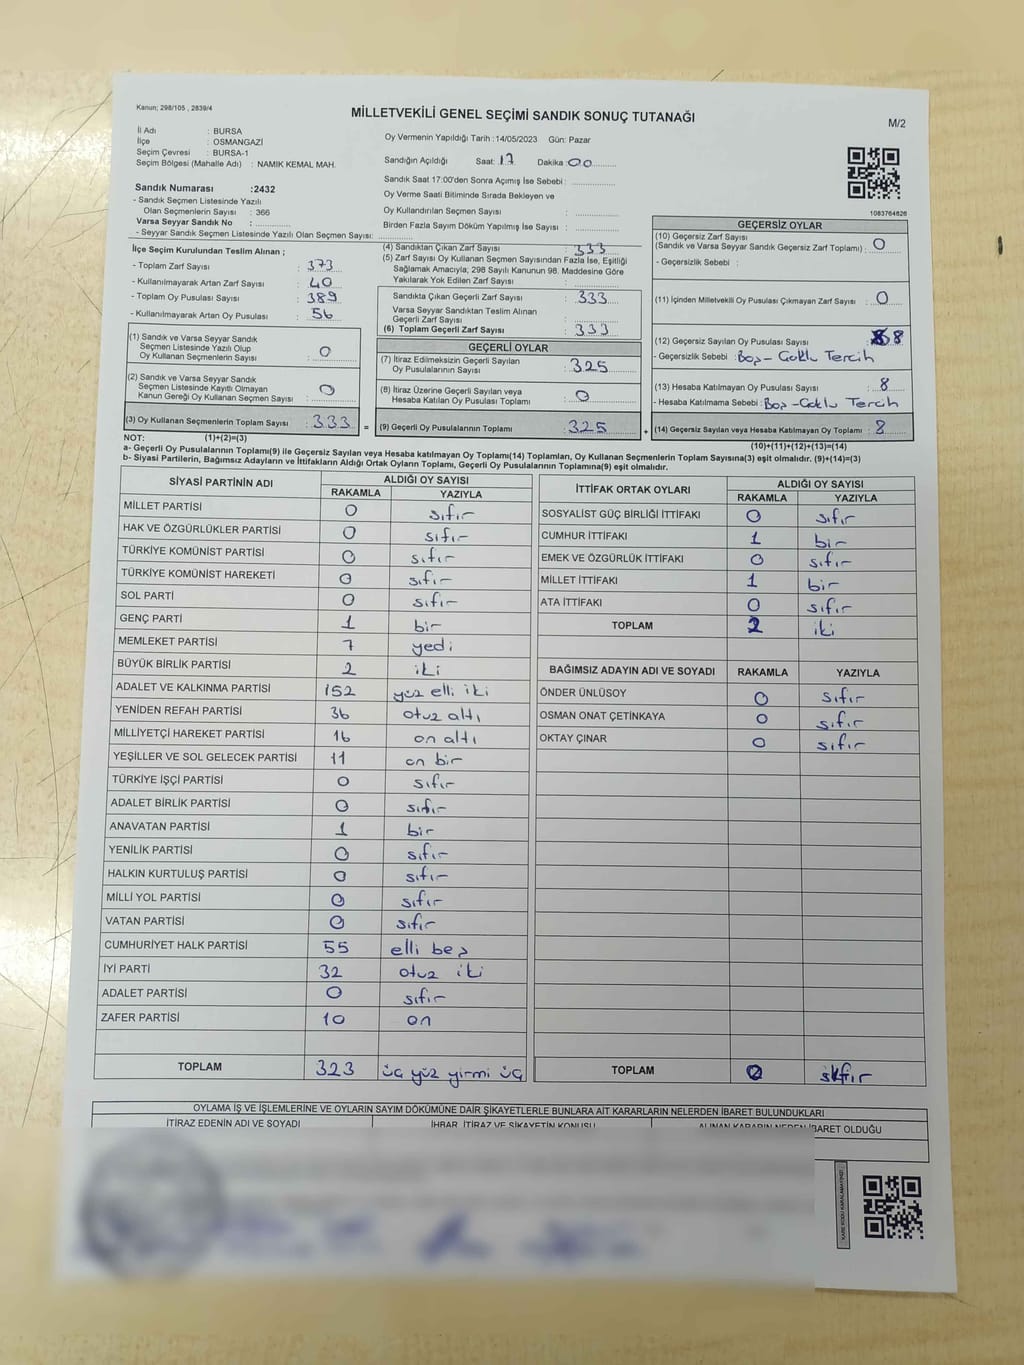 Kanun; 298/105 , 2839/4
MİLLETVEKİLİ GENEL SEÇİMİ SANDIK SONUÇ TUTANAĞI
M/2
İl Adı : BURSA
İlçe : OSMANGAZİ
Seçim Çevresi : BURSA-1
Seçim Bölgesi (Mahalle Adı) : NAMIK KEMAL MAH.
Oy Vermenin Yapıldığı Tarih :14/05/2023 Gün: Pazar
Sandığın Açıldığı Saat: 17 Dakika: 00
Sandık Saat 17:00'den Sonra Açmış İse Sebebi :
Oy Verme Saati Bitiminde Sırada Bekleyen ve
Oy Kullandırılan Seçmen Sayısı :
Birden Fazla Sayım Döküm Yapılmış İse Sayısı :
1083764626
Sandık Numarası :2432
- Sandık Seçmen Listesinde Yazılı
Olan Seçmenlerin Sayısı : 366
Varsa Seyyar Sandık No :
- Seyyar Sandık Seçmen Listesinde Yazılı Olan Seçmen Sayısı:
İlçe Seçim Kurulundan Teslim Alınan ;
- Toplam Zarf Sayısı : 373
- Kullanılmayarak Artan Zarf Sayısı : 40
- Toplam Oy Pusulası Sayısı : 389
- Kullanılmayarak Artan Oy Pusulası : 56
(1) Sandık ve Varsa Seyyar Sandık
Seçmen Listesinde Yazılı Olup
Oy Kullanan Seçmenlerin Sayısı : 0
(2) Sandık ve Varsa Seyyar Sandık
Seçmen Listesinde Kayıtlı Olmayan
Kanun Gereği Oy Kullanan Seçmen Sayısı : 0
(3) Oy Kullanan Seçmenlerin Toplam Sayısı : 333
(4) Sandıktan Çıkan Zarf Sayısı : 333
(5) Zarf Sayısı Oy Kullanan Seçmen Sayısından Fazla İse, Eşitliği
Sağlamak Amacıyla; 298 Sayılı Kanunun 98. Maddesine Göre
Yakılarak Yok Edilen Zarf Sayısı :
Sandıkta Çıkan Geçerli Zarf Sayısı : 333
Varsa Seyyar Sandıktan Teslim Alınan
Geçerli Zarf Sayısı :
(6) Toplam Geçerli Zarf Sayısı : 333
GEÇERLİ OYLAR
(7) İtiraz Edilmeksizin Geçerli Sayılan
Oy Pusulalarının Sayısı : 325
(8) İtiraz Üzerine Geçerli Sayılan veya
Hesaba Katılan Oy Pusulası Toplamı : 0
= (9) Geçerli Oy Pusulalarının Toplamı : 325 +
GEÇERSİZ OYLAR
(10) Geçersiz Zarf Sayısı
(Sandık ve Varsa Seyyar Sandık Geçersiz Zarf Toplamı) : 0
- Geçersizlik Sebebi :
(11) İçinden Milletvekili Oy Pusulası Çıkmayan Zarf Sayısı : 0
(12) Geçersiz Sayılan Oy Pusulası Sayısı : 8
- Geçersizlik Sebebi : Boş - Çoklu Tercih
(13) Hesaba Katılmayan Oy Pusulası Sayısı : 8
- Hesaba Katılmama Sebebi : Boş - Çoklu Tercih
(14) Geçersiz Sayılan veya Hesaba Katılmayan Oy Toplamı : 8
NOT: (1)+(2)=(3)
(10)+(11)+(12)+(13)=(14)
a- Geçerli Oy Pusulalarının Toplamı(9) ile Geçersiz Sayılan veya Hesaba katılmayan Oy Toplamı(14) Toplamları, Oy Kullanan Seçmenlerin Toplam Sayısına(3) eşit olmalıdır. (9)+(14)=(3)
b- Siyasi Partilerin, Bağımsız Adayların ve İttifakların Aldığı Ortak Oyların Toplamı, Geçerli Oy Pusulalarının Toplamına(9) eşit olmalıdır.
SİYASİ PARTİNİN ADI ALDIĞI OY SAYISI
RAKAMLA YAZIYLA
MİLLET PARTİSİ 0 sıfır
HAK VE ÖZGÜRLÜKLER PARTİSİ 0 sıfır
TÜRKİYE KOMÜNİST PARTİSİ 0 sıfır
TÜRKİYE KOMÜNİST HAREKETİ 0 sıfır
SOL PARTİ 0 sıfır
GENÇ PARTİ 1 bir
MEMLEKET PARTİSİ 7 yedi
BÜYÜK BİRLİK PARTİSİ 2 iki
ADALET VE KALKINMA PARTİSİ 152 yüz elli iki
YENİDEN REFAH PARTİSİ 36 otuz altı
MİLLİYETÇİ HAREKET PARTİSİ 16 on altı
YEŞİLLER VE SOL GELECEK PARTİSİ 11 on bir
TÜRKİYE İŞÇİ PARTİSİ 0 sıfır
ADALET BİRLİK PARTİSİ 0 sıfır
ANAVATAN PARTİSİ 1 bir
YENİLİK PARTİSİ 0 sıfır
HALKIN KURTULUŞ PARTİSİ 0 sıfır
MİLLİ YOL PARTİSİ 0 sıfır
VATAN PARTİSİ 0 sıfır
CUMHURİYET HALK PARTİSİ 55 elli beş
İYİ PARTİ 32 otuz iki
ADALET PARTİSİ 0 sıfır
ZAFER PARTİSİ 10 on
TOPLAM 323 üç yüz yirmi üç
İTTİFAK ORTAK OYLARI ALDIĞI OY SAYISI
RAKAMLA YAZIYLA
SOSYALİST GÜÇ BİRLİĞİ İTTİFAKI 0 sıfır
CUMHUR İTTİFAKI 1 bir
EMEK VE ÖZGÜRLÜK İTTİFAKI 0 sıfır
MİLLET İTTİFAKI 1 bir
ATA İTTİFAKI 0 sıfır
TOPLAM 2 iki
BAĞIMSIZ ADAYIN ADI VE SOYADI RAKAMLA YAZIYLA
ÖNDER ÜNLÜSOY 0 sıfır
OSMAN ONAT ÇETİNKAYA 0 sıfır
OKTAY ÇINAR 0 sıfır
TOPLAM 0 sıfır
OYLAMA İŞ VE İŞLEMLERİNE VE OYLARIN SAYIM DÖKÜMÜNE DAİR ŞİKAYETLERLE BUNLARA AİT KARARLARIN NELERDEN İBARET BULUNDUKLARI
İTİRAZ EDENİN ADI VE SOYADI İHBAR, İTİRAZ VE ŞİKAYETİN KONUSU ALINAN KARARIN NEDEN İBARET OLDUĞU